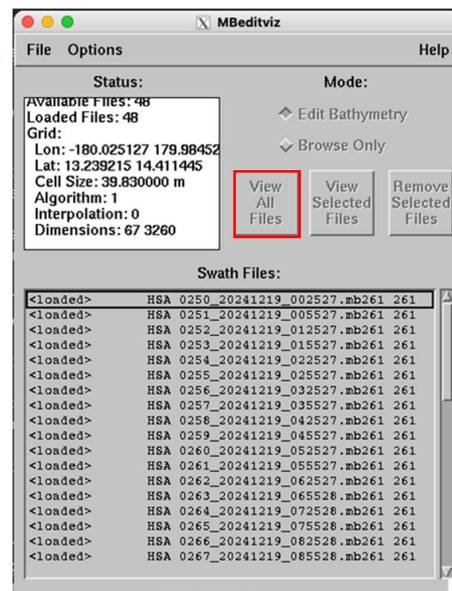 MBeditviz
File Options Help
Status: Mode:
Available Files: 48
Loaded Files: 48
Grid:
Lon: -180.025127 179.98452
Lat: 13.239215 14.411445
Cell Size: 39.830000 m
Algorithm: 1
Interpolation: 0
Dimensions: 67 3260
Edit Bathymetry
Browse Only
View All Files
View Selected Files
Remove Selected Files
Swath Files:
<loaded> HSA 0250_20241219_002527.mb261 261
<loaded> HSA 0251_20241219_005527.mb261 261
<loaded> HSA 0252_20241219_012527.mb261 261
<loaded> HSA 0253_20241219_015527.mb261 261
<loaded> HSA 0254_20241219_022527.mb261 261
<loaded> HSA 0255_20241219_025527.mb261 261
<loaded> HSA 0256_20241219_032527.mb261 261
<loaded> HSA 0257_20241219_035527.mb261 261
<loaded> HSA 0258_20241219_042527.mb261 261
<loaded> HSA 0259_20241219_045527.mb261 261
<loaded> HSA 0260_20241219_052527.mb261 261
<loaded> HSA 0261_20241219_055527.mb261 261
<loaded> HSA 0262_20241219_062527.mb261 261
<loaded> HSA 0263_20241219_065528.mb261 261
<loaded> HSA 0264_20241219_072528.mb261 261
<loaded> HSA 0265_20241219_075528.mb261 261
<loaded> HSA 0266_20241219_082528.mb261 261
<loaded> HSA 0267_20241219_085528.mb261 261